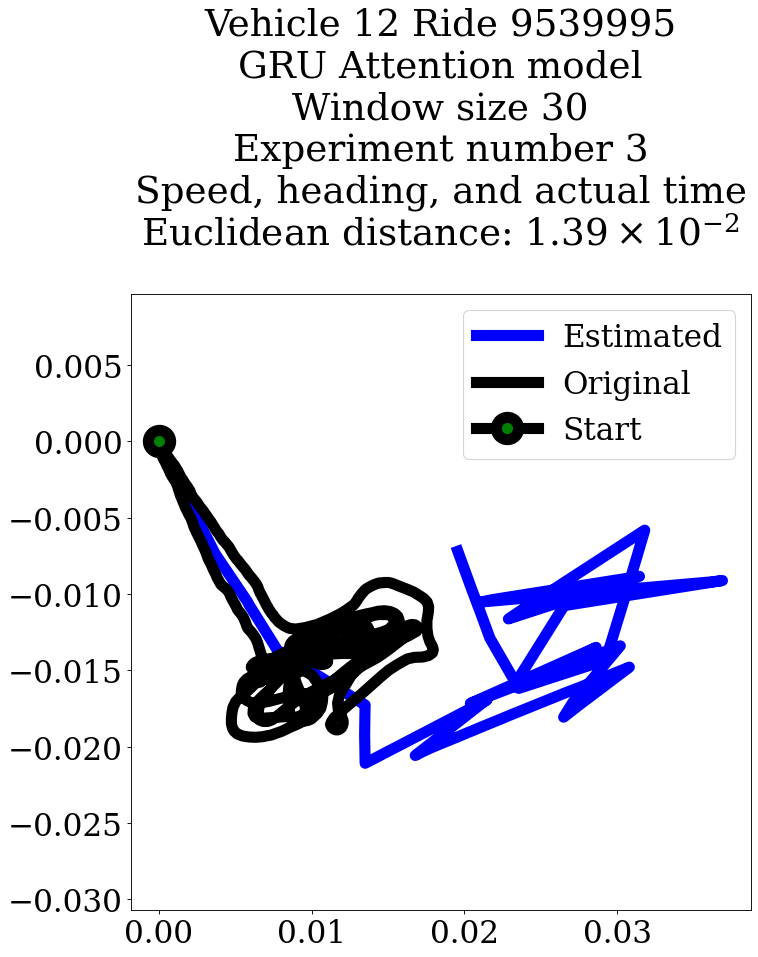 Vehicle 12 Ride 9539995
GRU Attention model
Window size 30
Experiment number 3
Speed, heading, and actual time
Euclidean distance: 1.39 × 10⁻²
Estimated
Original
Start
0.005
0.000
−0.005
−0.010
−0.015
−0.020
−0.025
−0.030
0.00 0.01 0.02 0.03